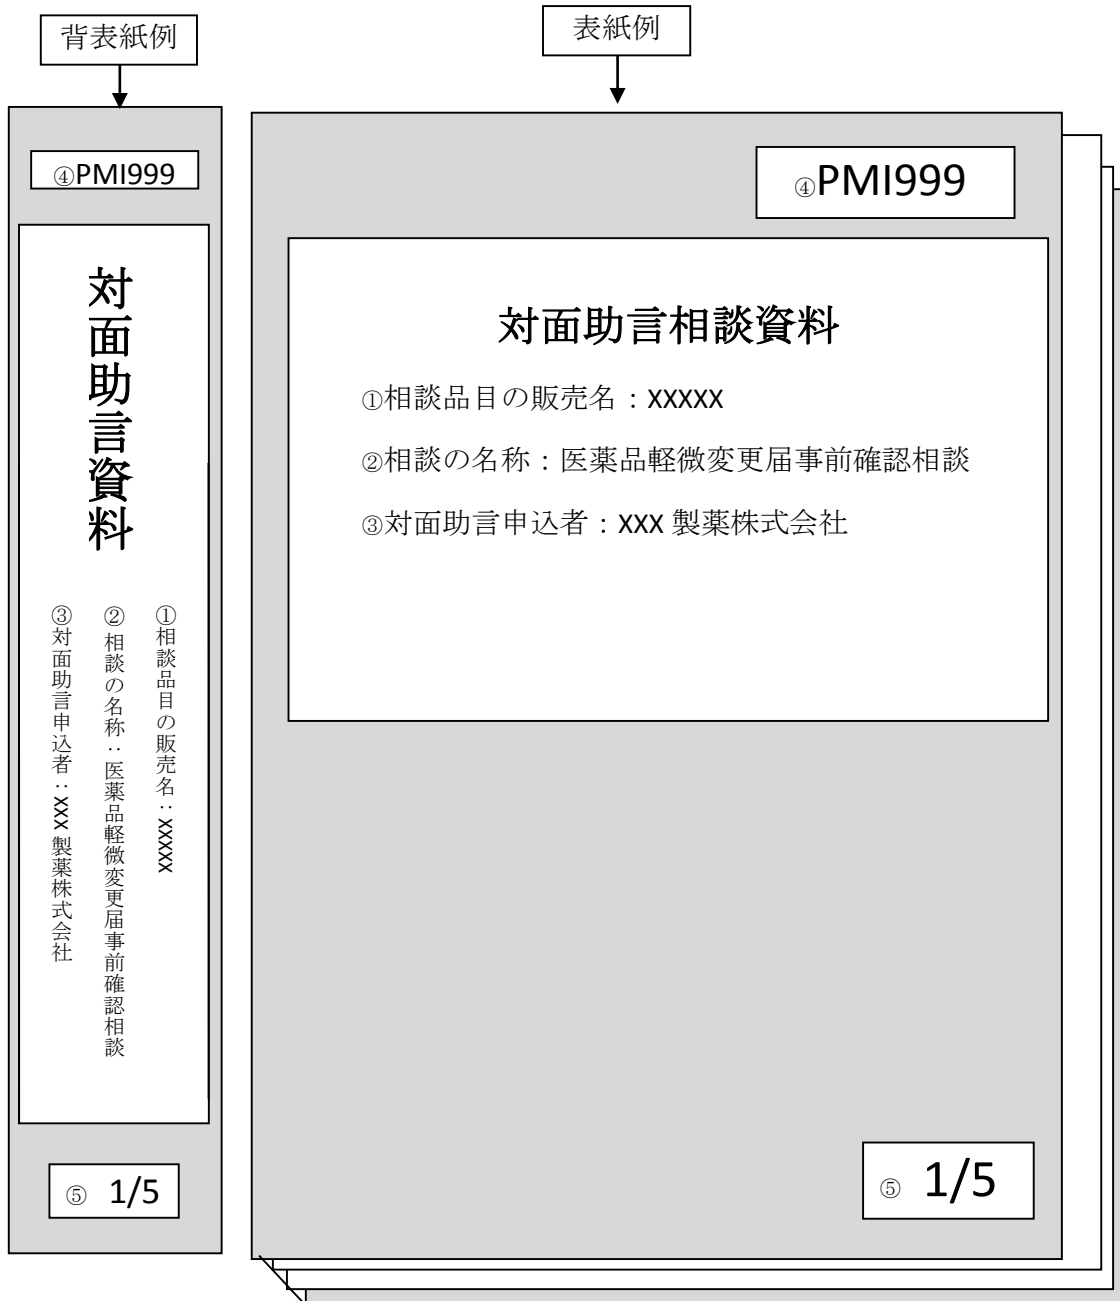 背表紙例
表紙例
④PMI999
対面助言資料
①相談品目の販売名：XXXXX
②相談の名称：医薬品軽微変更届事前確認相談
③対面助言申込者：XXX 製薬株式会社
⑤ 1/5
④PMI999
対面助言相談資料
①相談品目の販売名：XXXXX
②相談の名称：医薬品軽微変更届事前確認相談
③対面助言申込者：XXX 製薬株式会社
⑤ 1/5